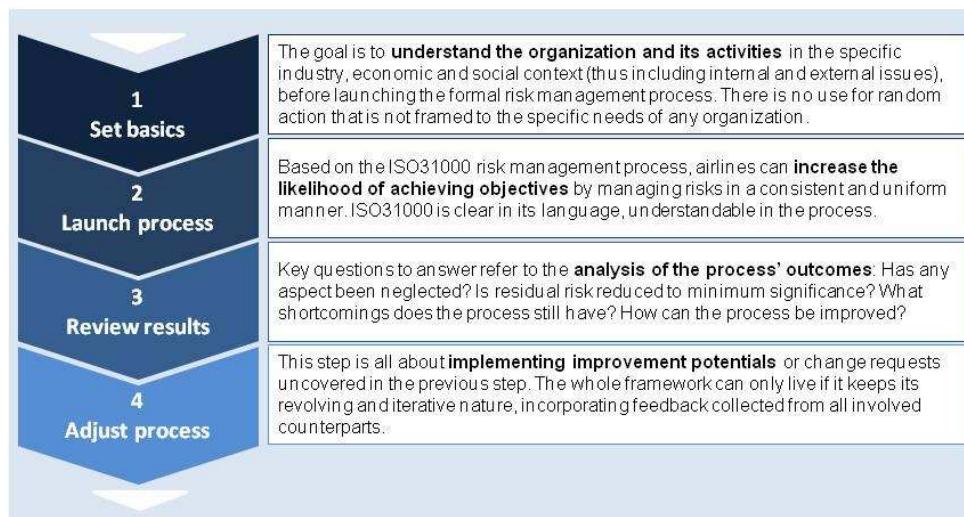 1
Set basics
The goal is to understand the organization and its activities in the specific
industry, economic and social context (thus including internal and external issues),
before launching the formal risk management process. There is no use for random
action that is not framed to the specific needs of any organization.
2
Launch process
Based on the ISO31000 risk management process, airlines can increase the
likelihood of achieving objectives by managing risks in a consistent and uniform
manner. ISO31000 is clear in its language, understandable in the process.
3
Review results
Key questions to answer refer to the analysis of the process’ outcomes: Has any
aspect been neglected? Is residual risk reduced to minimum significance? What
shortcomings does the process still have? How can the process be improved?
4
Adjust process
This step is all about implementing improvement potentials or change requests
uncovered in the previous step. The whole framework can only live if it keeps its
revolving and iterative nature, incorporating feedback collected from all involved
counterparts.